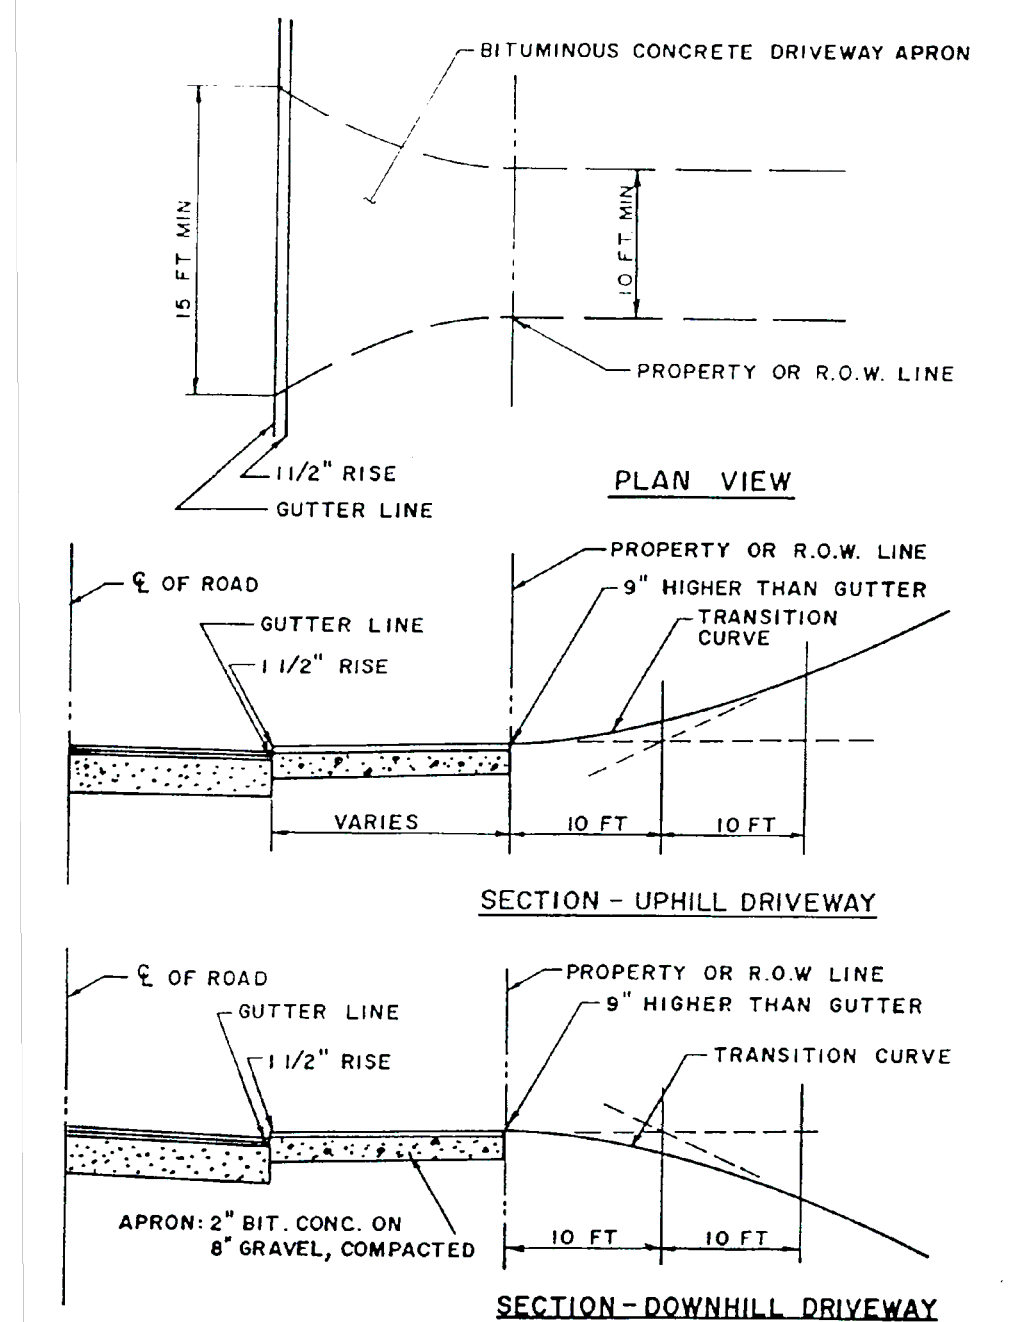 BITUMINOUS CONCRETE DRIVEWAY APRON
15 FT MIN
10 FT MIN
PROPERTY OR R.O.W. LINE
1 1/2" RISE
GUTTER LINE
PLAN VIEW
PROPERTY OR R.O.W. LINE
℄ OF ROAD
9" HIGHER THAN GUTTER
GUTTER LINE
TRANSITION
CURVE
1 1/2" RISE
VARIES
10 FT
10 FT
SECTION - UPHILL DRIVEWAY
℄ OF ROAD
PROPERTY OR R.O.W LINE
9" HIGHER THAN GUTTER
GUTTER LINE
1 1/2" RISE
TRANSITION CURVE
APRON: 2" BIT. CONC. ON
8" GRAVEL, COMPACTED
10 FT
10 FT
SECTION - DOWNHILL DRIVEWAY